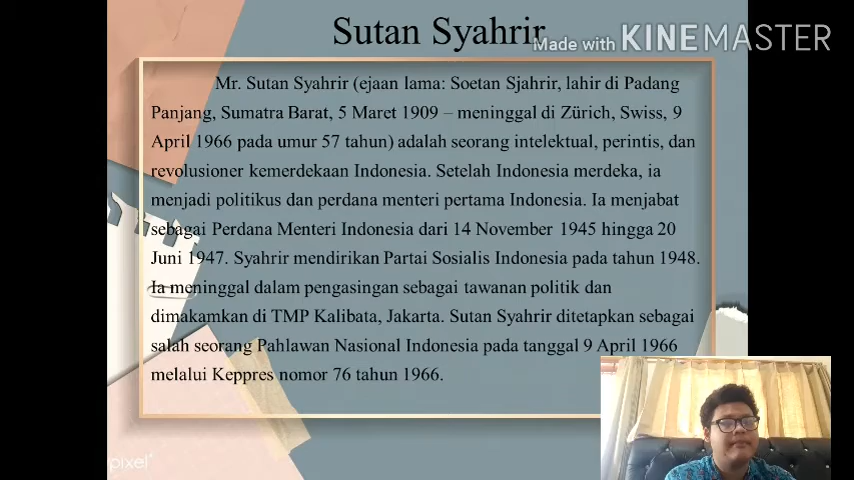 Sutan Syahrir
Made with KINEMASTER
Mr. Sutan Syahrir (ejaan lama: Soetan Sjahrir, lahir di Padang
Panjang, Sumatra Barat, 5 Maret 1909 – meninggal di Zürich, Swiss, 9
April 1966 pada umur 57 tahun) adalah seorang intelektual, perintis, dan
revolusioner kemerdekaan Indonesia. Setelah Indonesia merdeka, ia
menjadi politikus dan perdana menteri pertama Indonesia. Ia menjabat
sebagai Perdana Menteri Indonesia dari 14 November 1945 hingga 20
Juni 1947. Syahrir mendirikan Partai Sosialis Indonesia pada tahun 1948.
Ia meninggal dalam pengasingan sebagai tawanan politik dan
dimakamkan di TMP Kalibata, Jakarta. Sutan Syahrir ditetapkan sebagai
salah seorang Pahlawan Nasional Indonesia pada tanggal 9 April 1966
melalui Keppres nomor 76 tahun 1966.
pixel